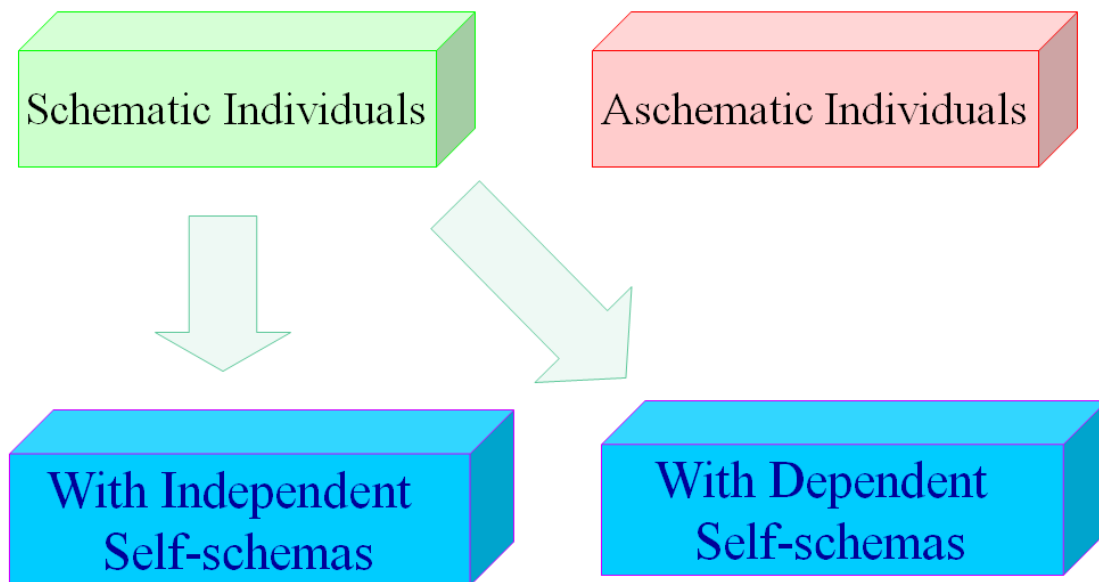 Schematic Individuals
Aschematic Individuals
With Independent
Self-schemas
With Dependent
Self-schemas